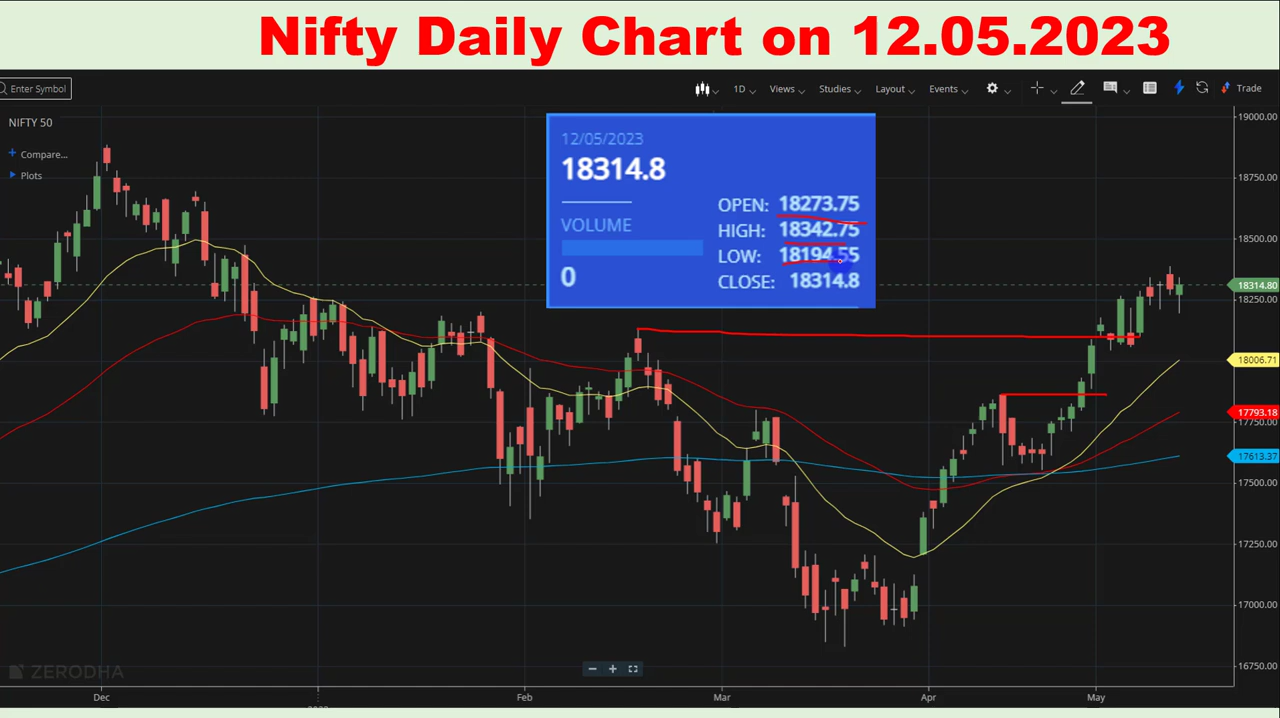 Nifty Daily Chart on 12.05.2023
Enter Symbol
1D Views Studies Layout Events Trade
NIFTY 50
Compare...
Plots
12/05/2023
18314.8
VOLUME
0
OPEN: 18273.75
HIGH: 18342.75
LOW: 18194.55
CLOSE: 18314.8
19000.00
18750.00
18500.00
18314.80
18250.00
18006.71
17793.18
17750.00
17613.37
17500.00
17250.00
17000.00
16750.00
ZERODHA
Dec Feb Mar Apr May